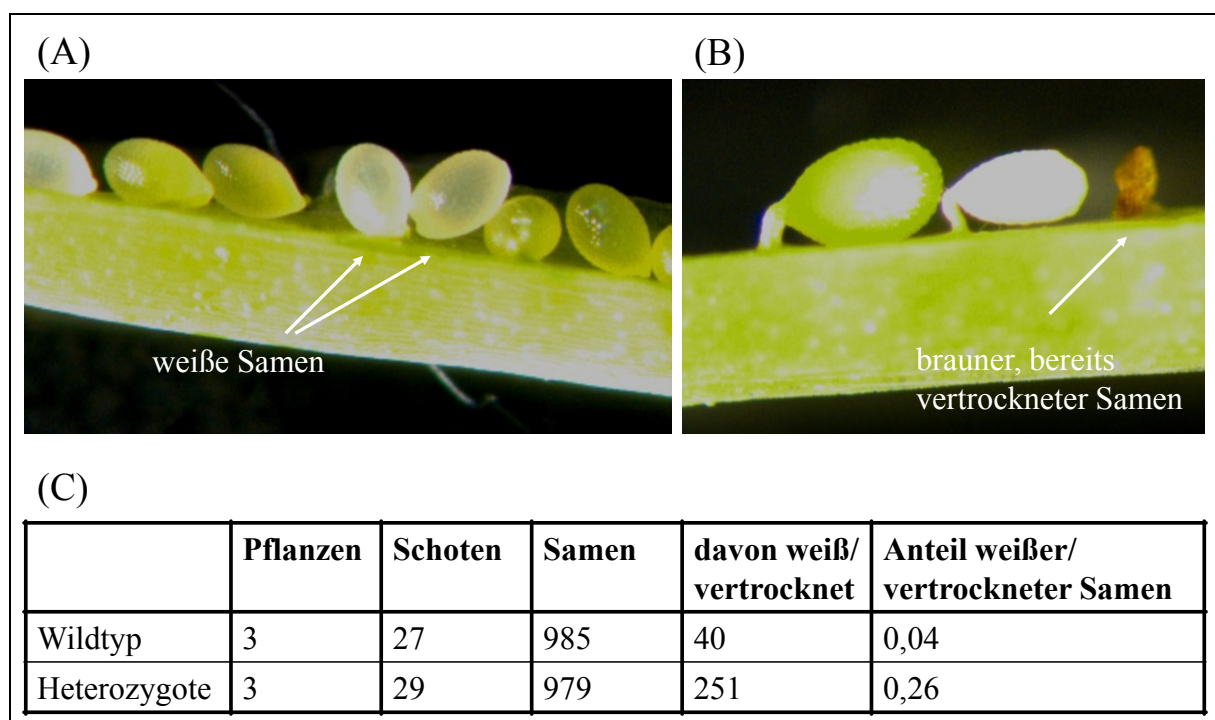 (A)
(B)
weiße Samen
brauner, bereits
vertrockneter Samen
(C)
Pflanzen Schoten Samen davon weiß/ vertrocknet Anteil weißer/ vertrockneter Samen
Wildtyp 3 27 985 40 0,04
Heterozygote 3 29 979 251 0,26